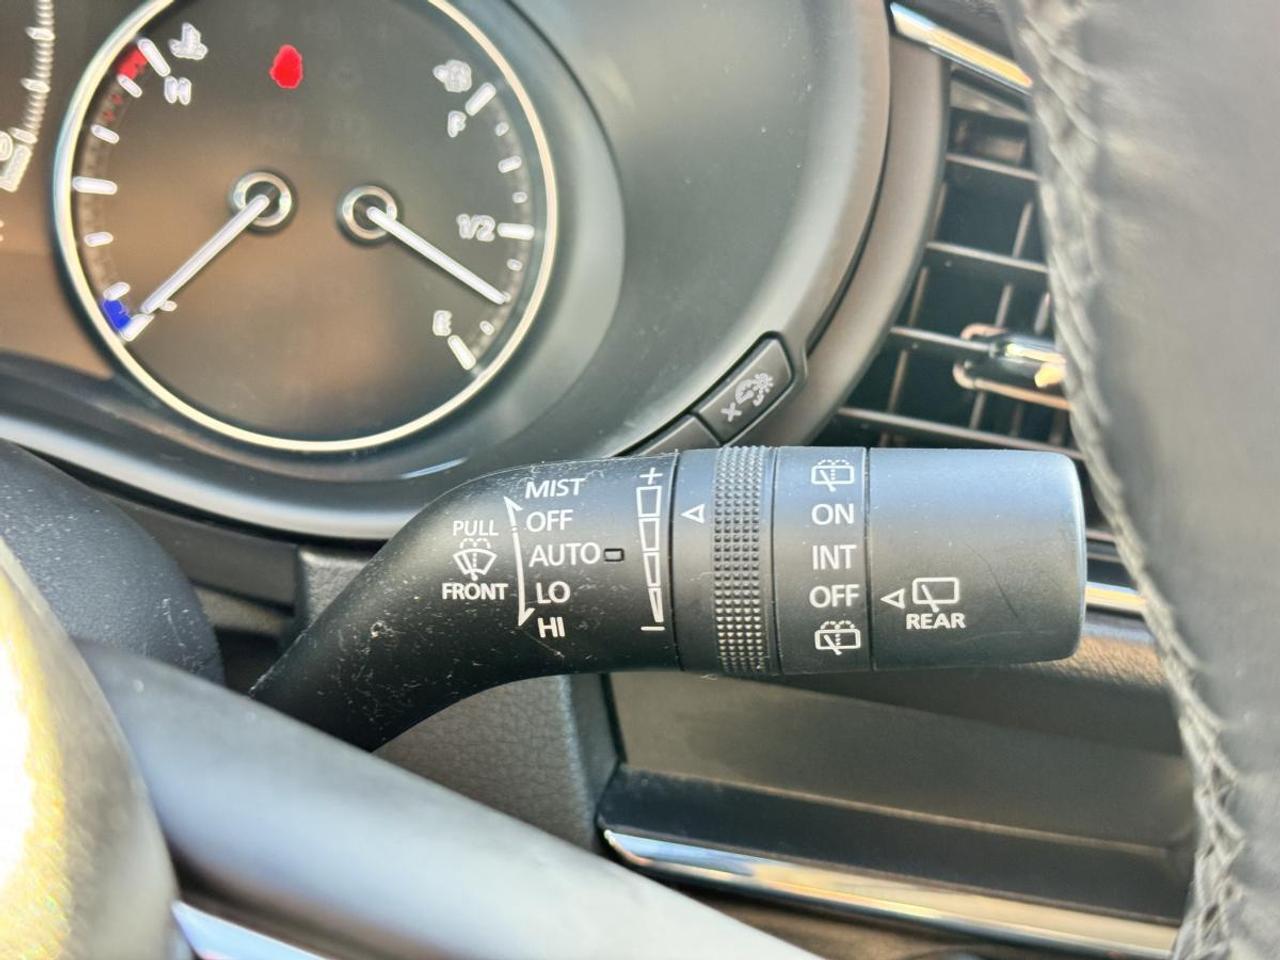 H
F
1/2
E
PULL
FRONT
MIST
OFF
AUTO
LO
HI
+
−
ON
INT
OFF
REAR